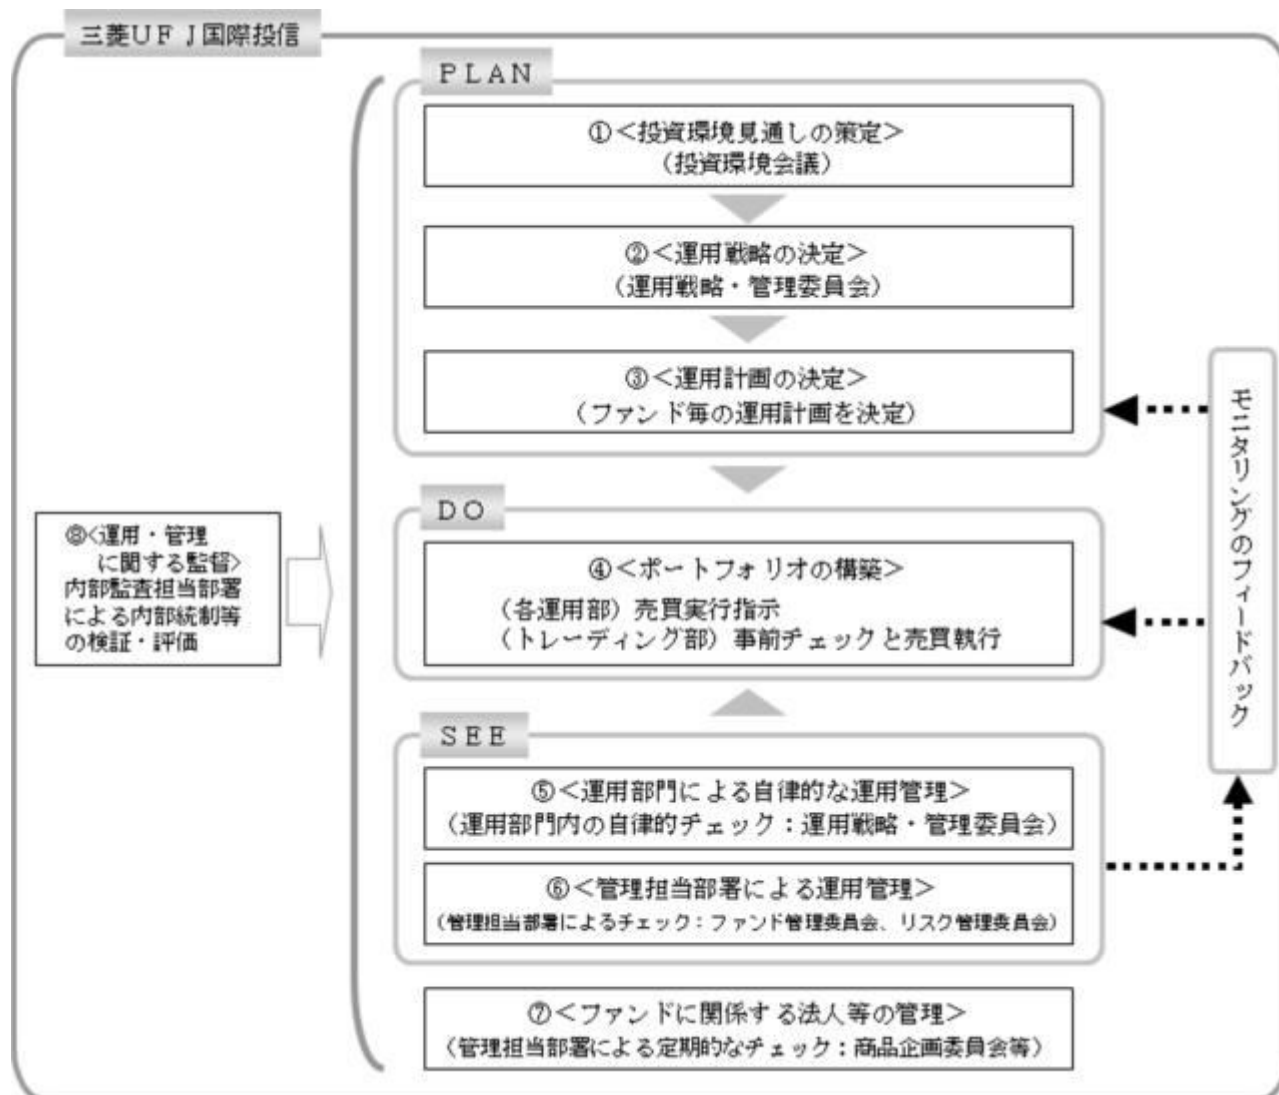 三菱ＵＦＪ国際投信
ＰＬＡＮ
①＜投資環境見通しの策定＞
（投資環境会議）
②＜運用戦略の決定＞
（運用戦略・管理委員会）
③＜運用計画の決定＞
（ファンド毎の運用計画を決定）
ＤＯ
④＜ポートフォリオの構築＞
（各運用部）売買実行指示
（トレーディング部）事前チェックと売買執行
ＳＥＥ
⑤＜運用部門による自律的な運用管理＞
（運用部門内の自律的チェック：運用戦略・管理委員会）
⑥＜管理担当部署による運用管理＞
（管理担当部署によるチェック：ファンド管理委員会、リスク管理委員会）
⑦＜ファンドに関係する法人等の管理＞
（管理担当部署による定期的なチェック：商品企画委員会等）
⑧<運用・管理
に関する監督>
内部監査担当部署
による内部統制等
の検証・評価
モニタリングのフィードバック